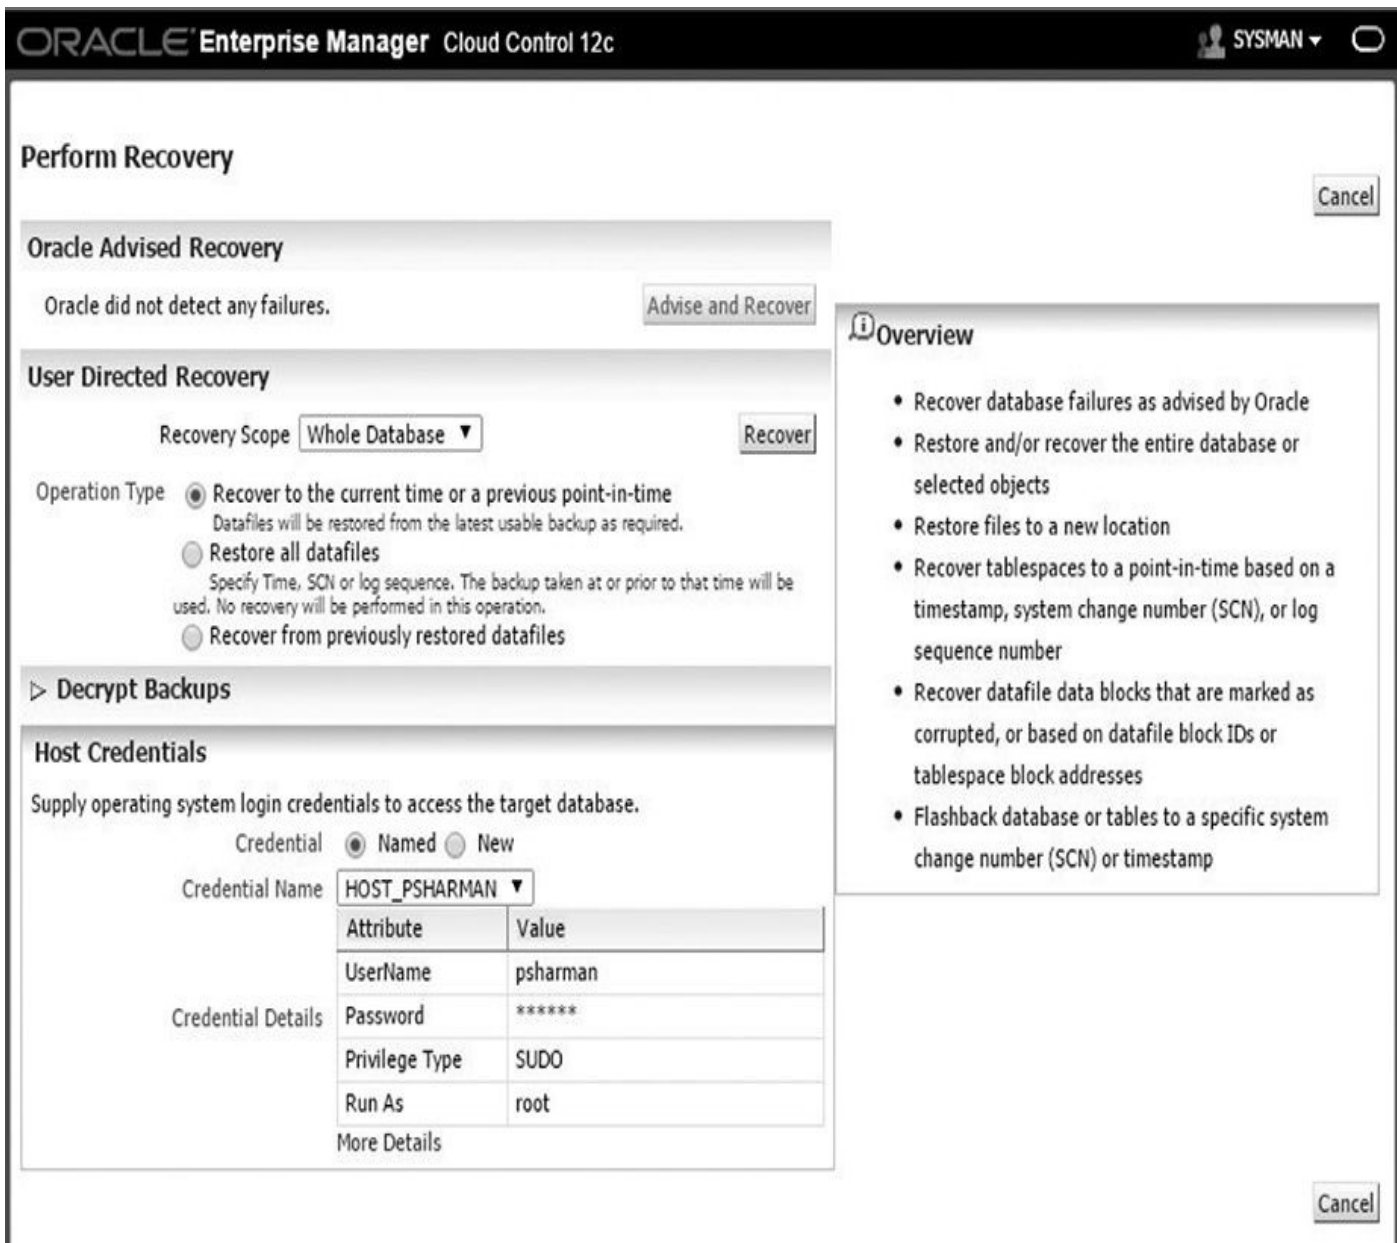 ORACLE Enterprise Manager Cloud Control 12c
SYSMAN
Perform Recovery
Cancel
Oracle Advised Recovery
Oracle did not detect any failures.
Advise and Recover
User Directed Recovery
Recovery Scope Whole Database
Recover
Operation Type Recover to the current time or a previous point-in-time
Datafiles will be restored from the latest usable backup as required.
Restore all datafiles
Specify Time, SCN or log sequence. The backup taken at or prior to that time will be
used. No recovery will be performed in this operation.
Recover from previously restored datafiles
Decrypt Backups
Host Credentials
Supply operating system login credentials to access the target database.
Credential Named New
Credential Name HOST_PSHARMAN
Attribute Value
UserName psharman
Credential Details Password ******
Privilege Type SUDO
Run As root
More Details
Overview
• Recover database failures as advised by Oracle
• Restore and/or recover the entire database or
selected objects
• Restore files to a new location
• Recover tablespaces to a point-in-time based on a
timestamp, system change number (SCN), or log
sequence number
• Recover datafile data blocks that are marked as
corrupted, or based on datafile block IDs or
tablespace block addresses
• Flashback database or tables to a specific system
change number (SCN) or timestamp
Cancel